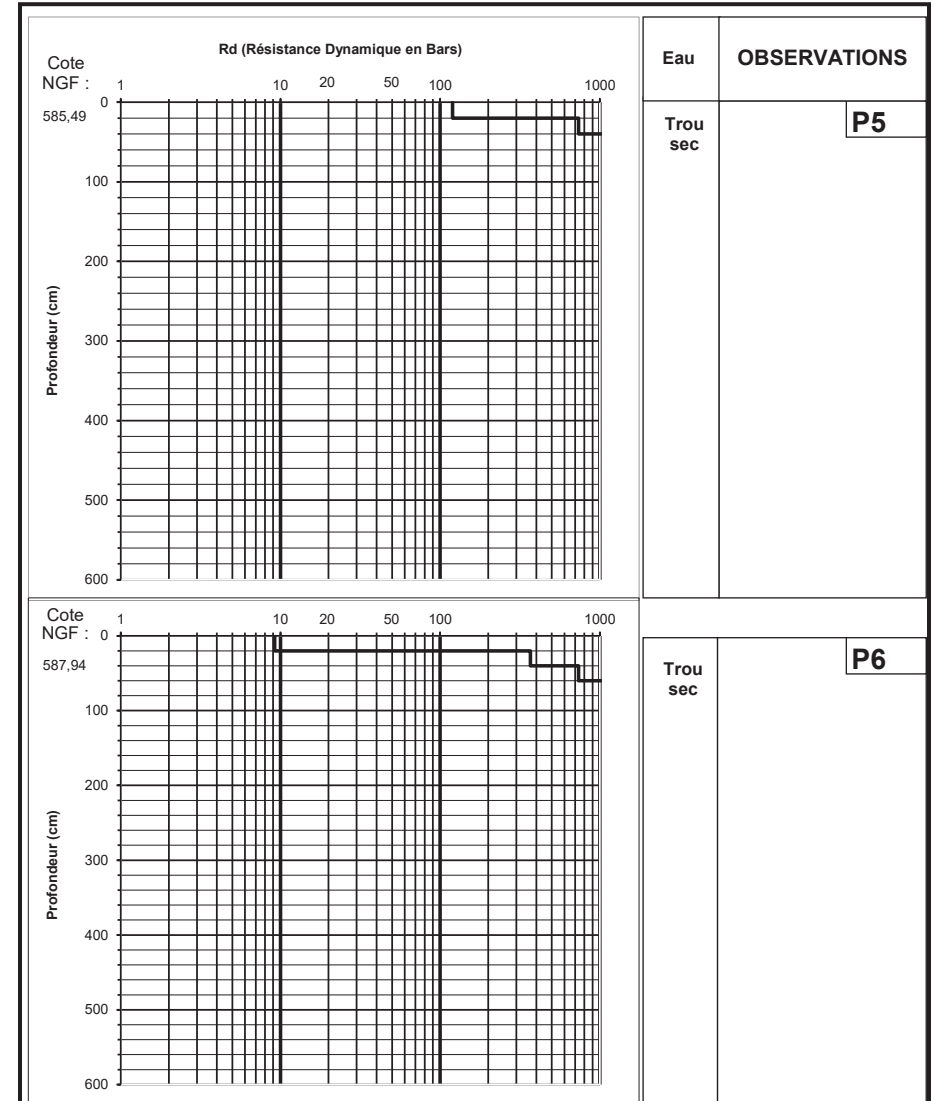 Rd (Résistance Dynamique en Bars)
Eau
OBSERVATIONS
Cote
NGF :
1
10
20
50
100
1000
585,49
0
100
200
300
400
500
600
Profondeur (cm)
Trou
sec
P5
Cote
NGF :
1
10
20
50
100
1000
587,94
0
100
200
300
400
500
600
Profondeur (cm)
Trou
sec
P6